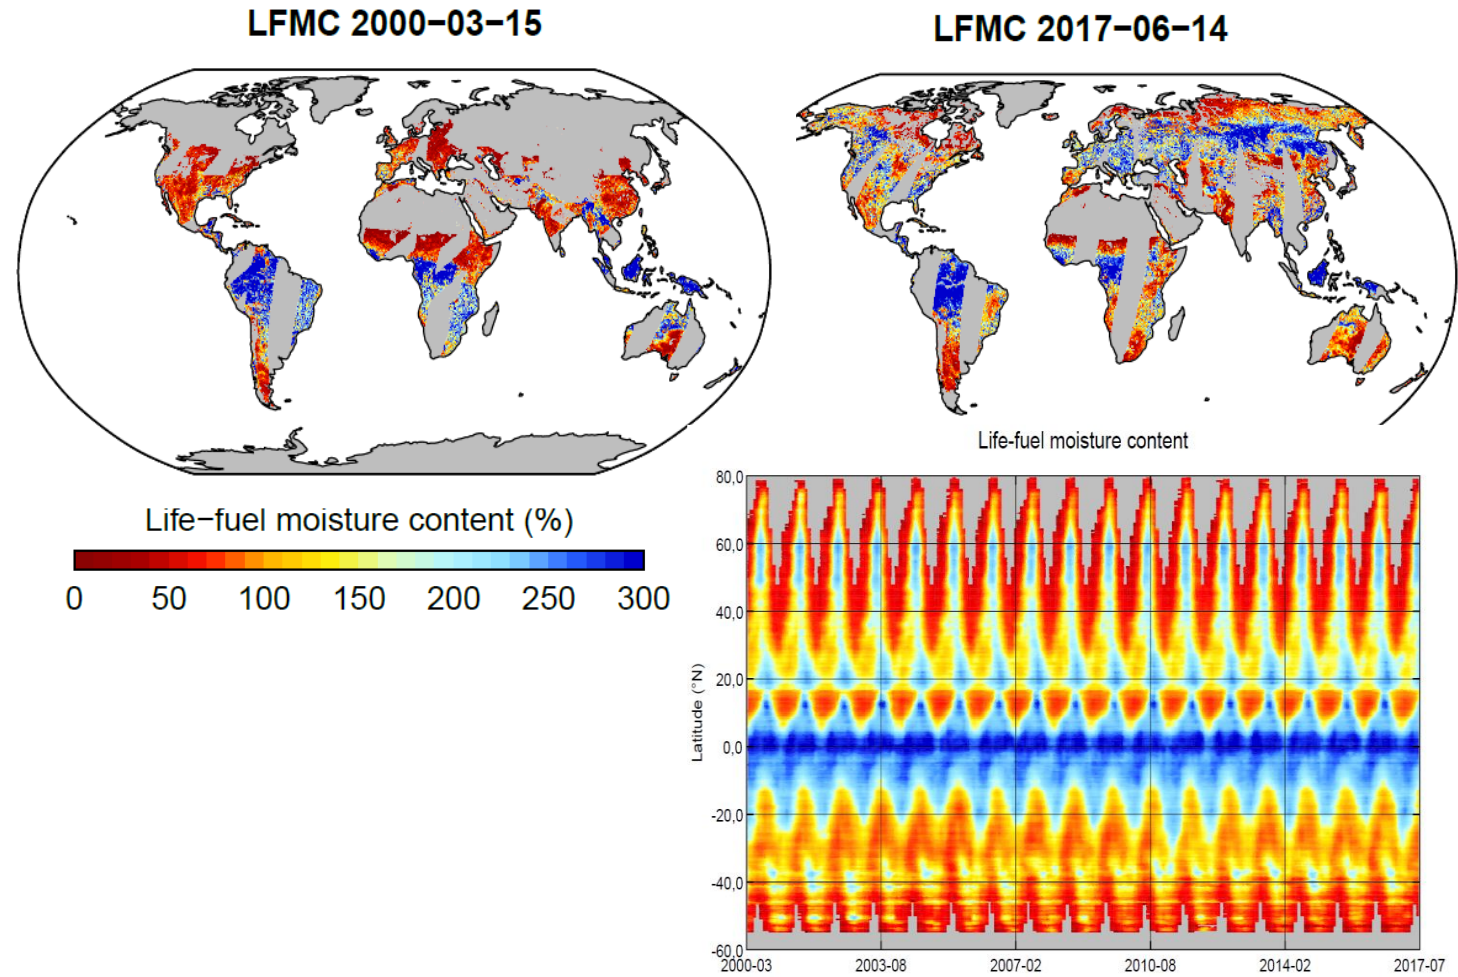 LFMC 2000−03−15
LFMC 2017−06−14
Life−fuel moisture content (%)
0 50 100 150 200 250 300
Life-fuel moisture content
Latitude (°N)
80,0
60,0
40,0
20,0
0,0
-20,0
-40,0
-60,0
2000-03 2003-08 2007-02 2010-08 2014-02 2017-07